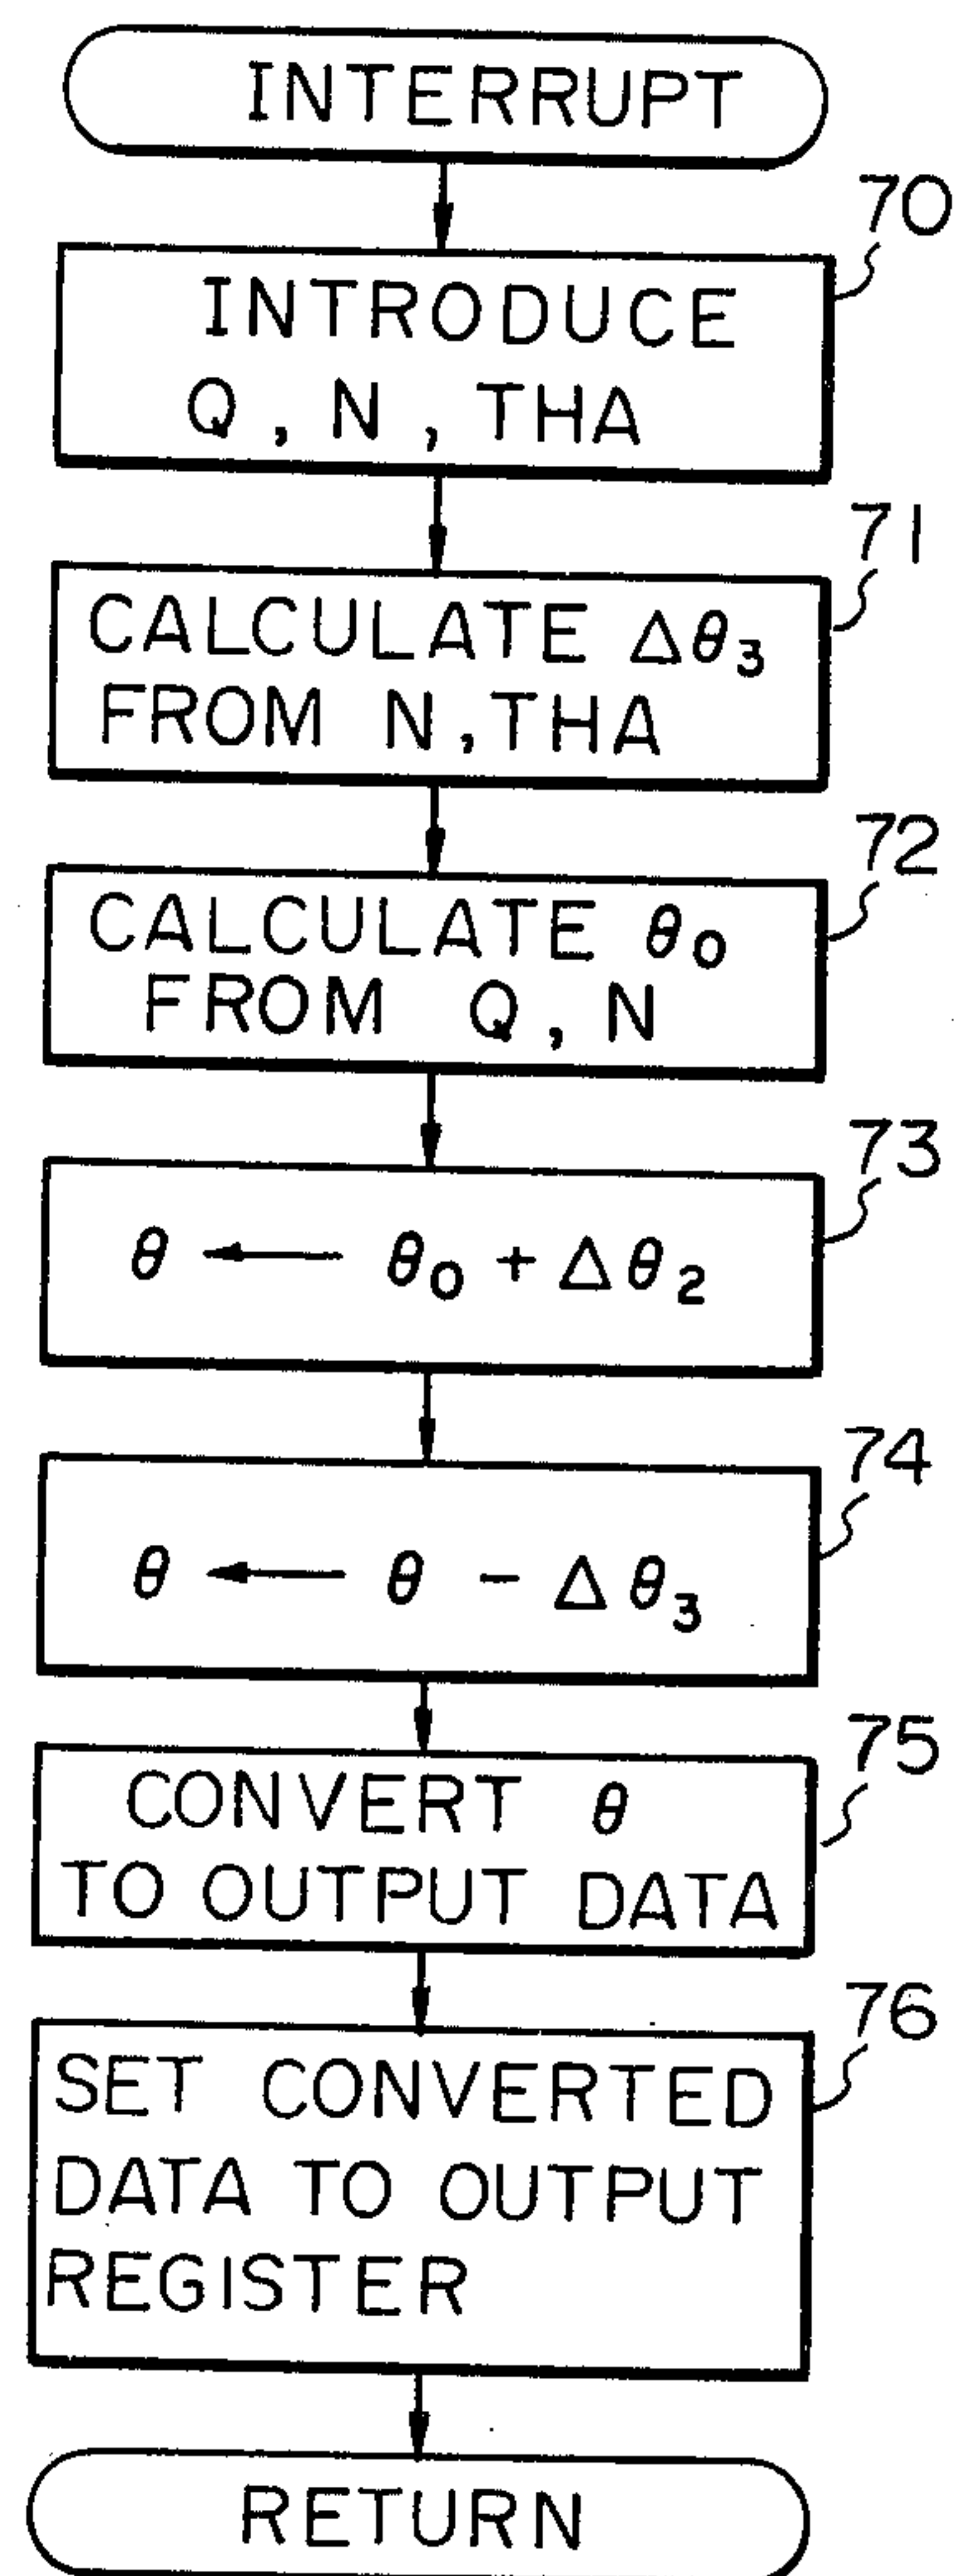 INTERRUPT
70
INTRODUCE
Q, N, THA
71
CALCULATE Δθ₃
FROM N, THA
72
CALCULATE θ₀
FROM Q, N
73
θ ← θ₀ + Δθ₂
74
θ ← θ - Δθ₃
75
CONVERT θ
TO OUTPUT DATA
76
SET CONVERTED
DATA TO OUTPUT
REGISTER
RETURN